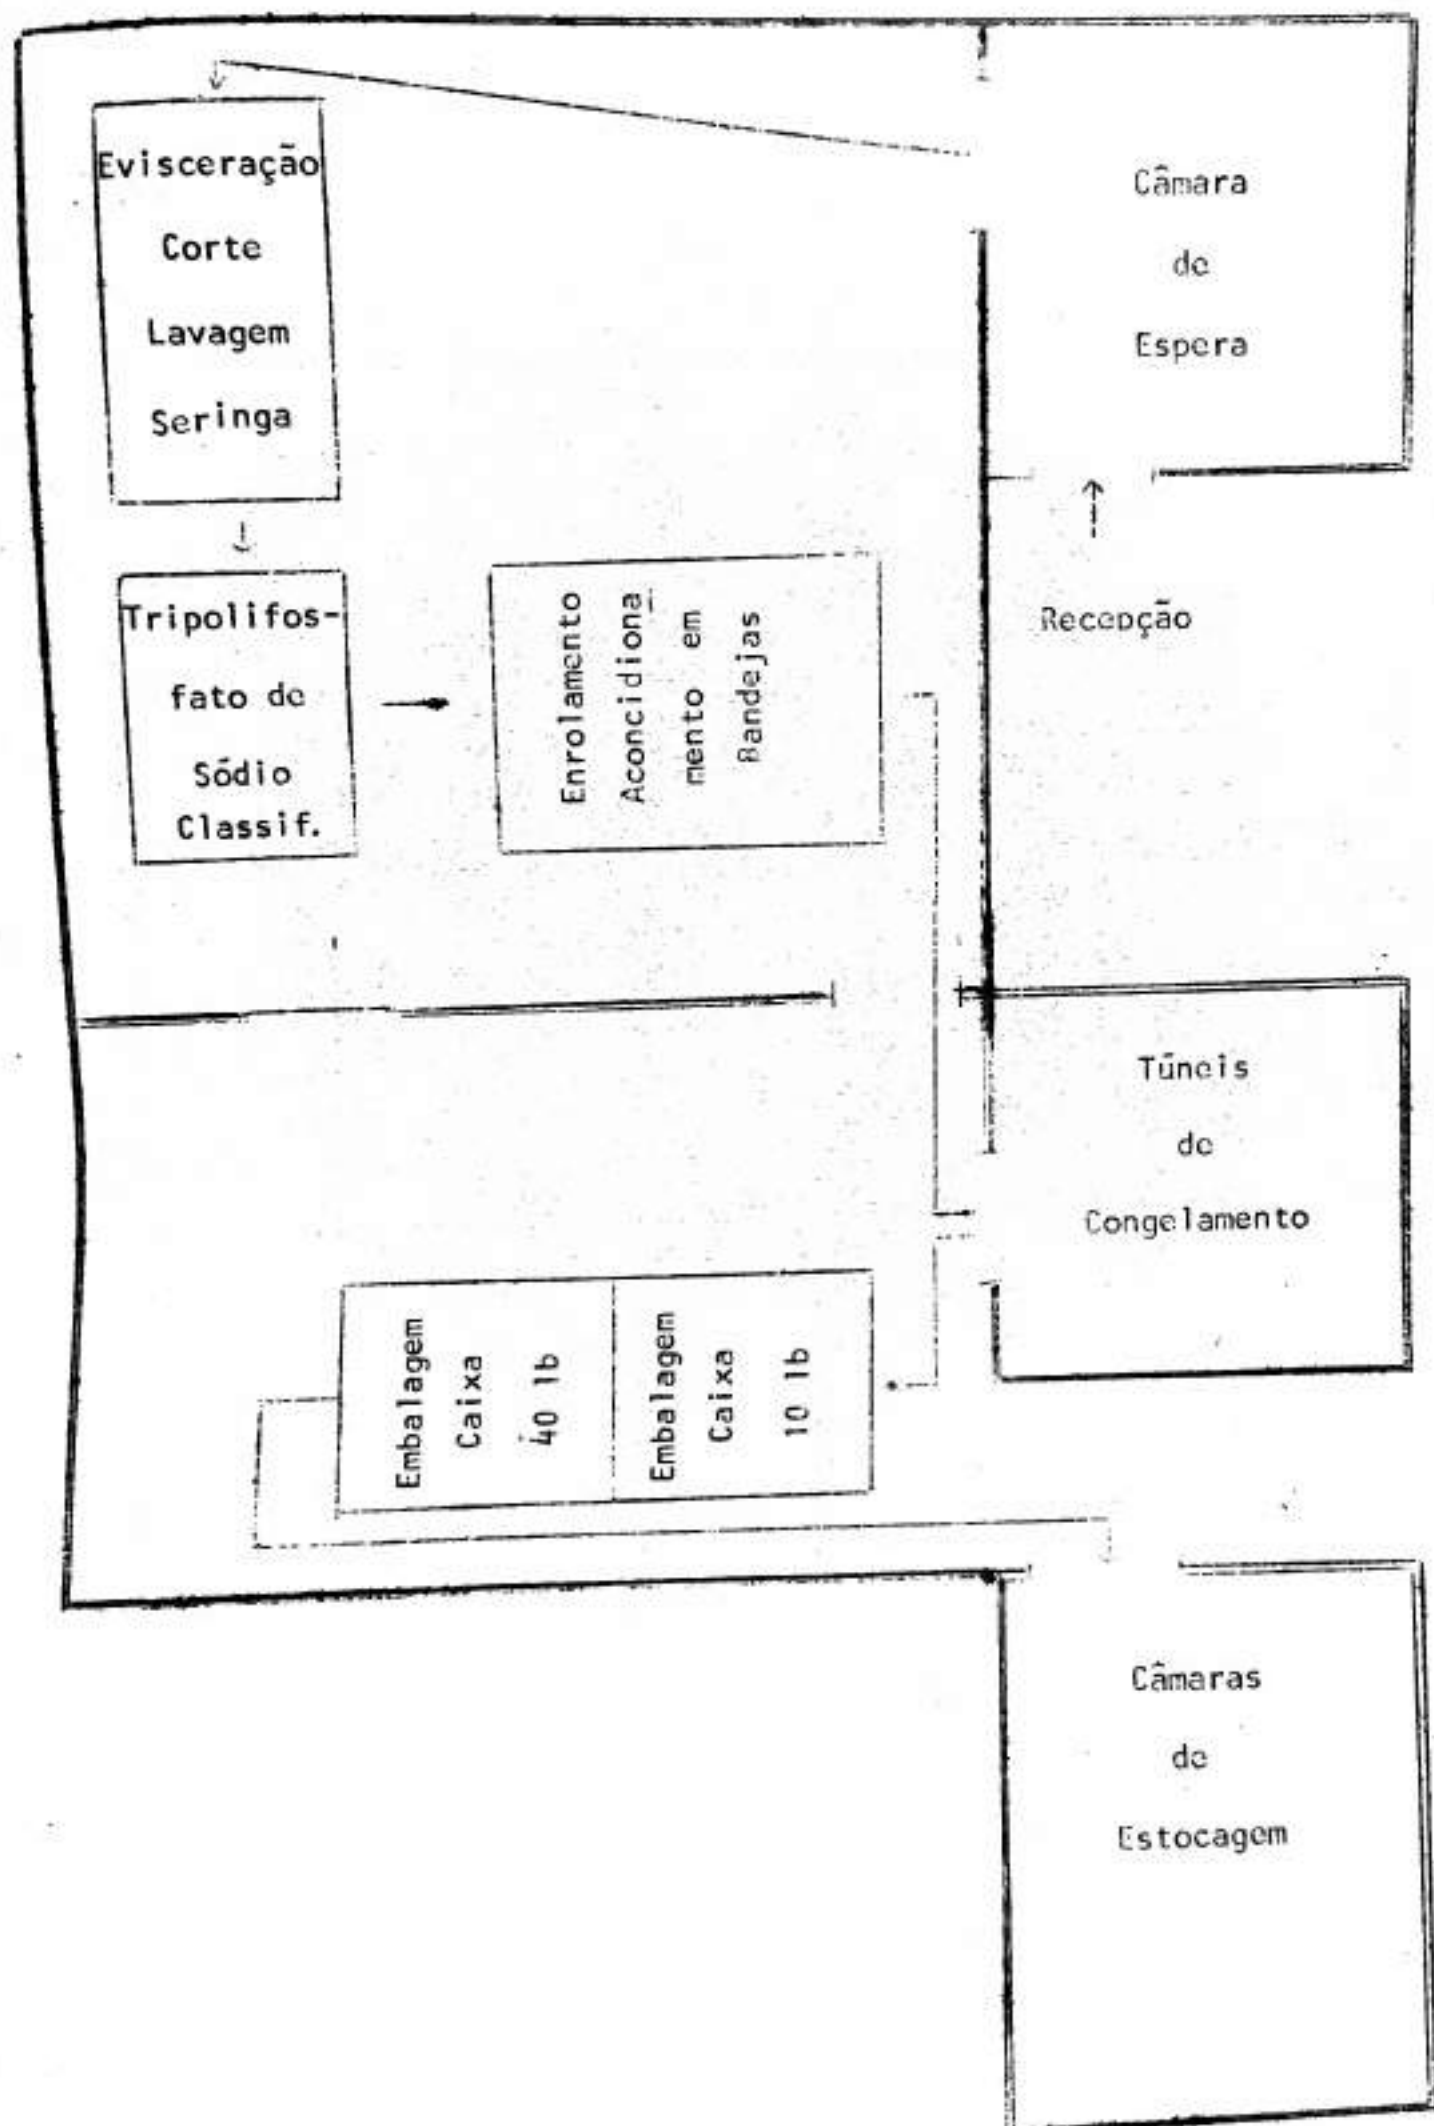 Evisceração
Corte
Lavagem
Seringa
Câmara
de
Espera
Recepção
Tripolifos-
fato de
Sódio
Classif.
Enrolamento
Aconcidiona
mento em
Bandejas
Túneis
de
Congelamento
Embalagem
Caixa
40 lb
Embalagem
Caixa
10 lb
Câmaras
de
Estocagem